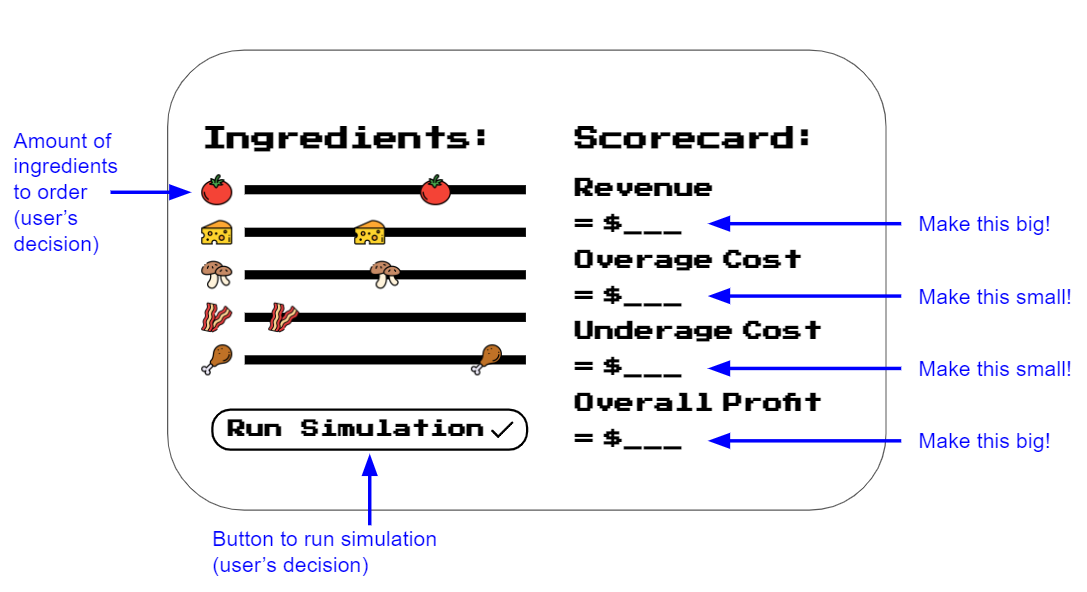 Amount of
ingredients
to order
(user's
decision)
Ingredients:
Run Simulation
Button to run simulation
(user's decision)
Scorecard:
Revenue
= $___
Overage Cost
= $___
Underage Cost
= $___
Overall Profit
= $___
Make this big!
Make this small!
Make this small!
Make this big!